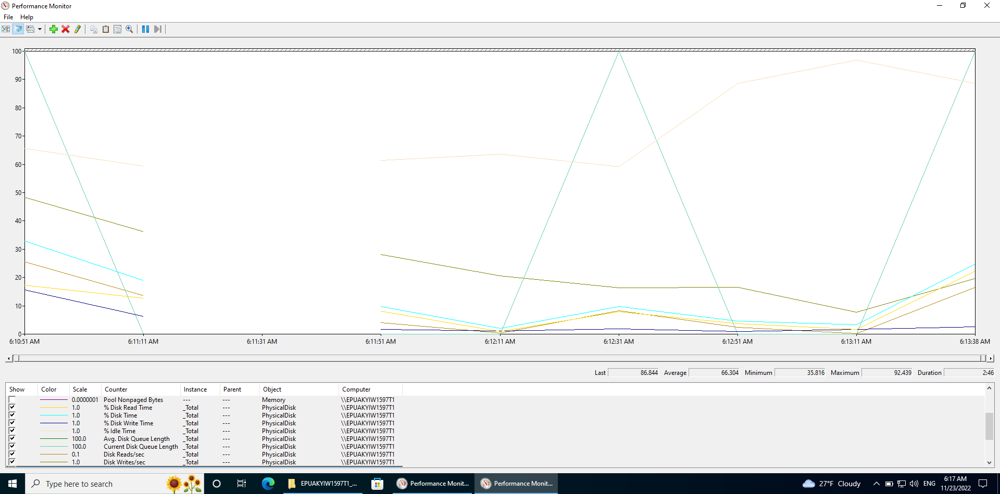 Performance Monitor
File Help
100
90
80
70
60
50
40
30
20
10
0
6:10:51 AM 6:11:11 AM 6:11:31 AM 6:11:51 AM 6:12:11 AM 6:12:31 AM 6:12:51 AM 6:13:11 AM 6:13:38 AM
Last 86.844 Average 66.304 Minimum 35.816 Maximum 92.439 Duration 2:46
Show Color Scale Counter Instance Parent Object Computer
0.0000001 Pool Nonpaged Bytes --- --- Memory \\EPUAKYIW1597T1
1.0 % Disk Read Time _Total --- PhysicalDisk \\EPUAKYIW1597T1
1.0 % Disk Time _Total --- PhysicalDisk \\EPUAKYIW1597T1
1.0 % Disk Write Time _Total --- PhysicalDisk \\EPUAKYIW1597T1
1.0 % Idle Time _Total --- PhysicalDisk \\EPUAKYIW1597T1
100.0 Avg. Disk Queue Length _Total --- PhysicalDisk \\EPUAKYIW1597T1
100.0 Current Disk Queue Length _Total --- PhysicalDisk \\EPUAKYIW1597T1
0.1 Disk Reads/sec _Total --- PhysicalDisk \\EPUAKYIW1597T1
1.0 Disk Writes/sec _Total --- PhysicalDisk \\EPUAKYIW1597T1
Type here to search EPUAKYIW1597T1_... Performance Monit... Performance Monit... 27°F Cloudy ENG 6:17 AM
11/23/2022